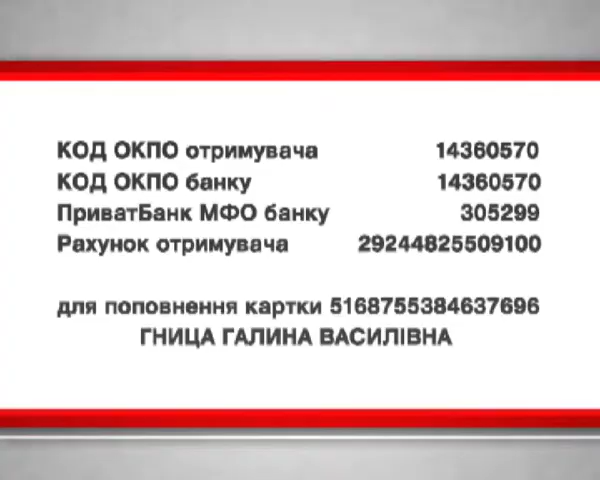 КОД ОКПО отримувача 14360570
КОД ОКПО банку 14360570
ПриватБанк МФО банку 305299
Рахунок отримувача 29244825509100
для поповнення картки 5168755384637696
ГНИЦА ГАЛИНА ВАСИЛІВНА